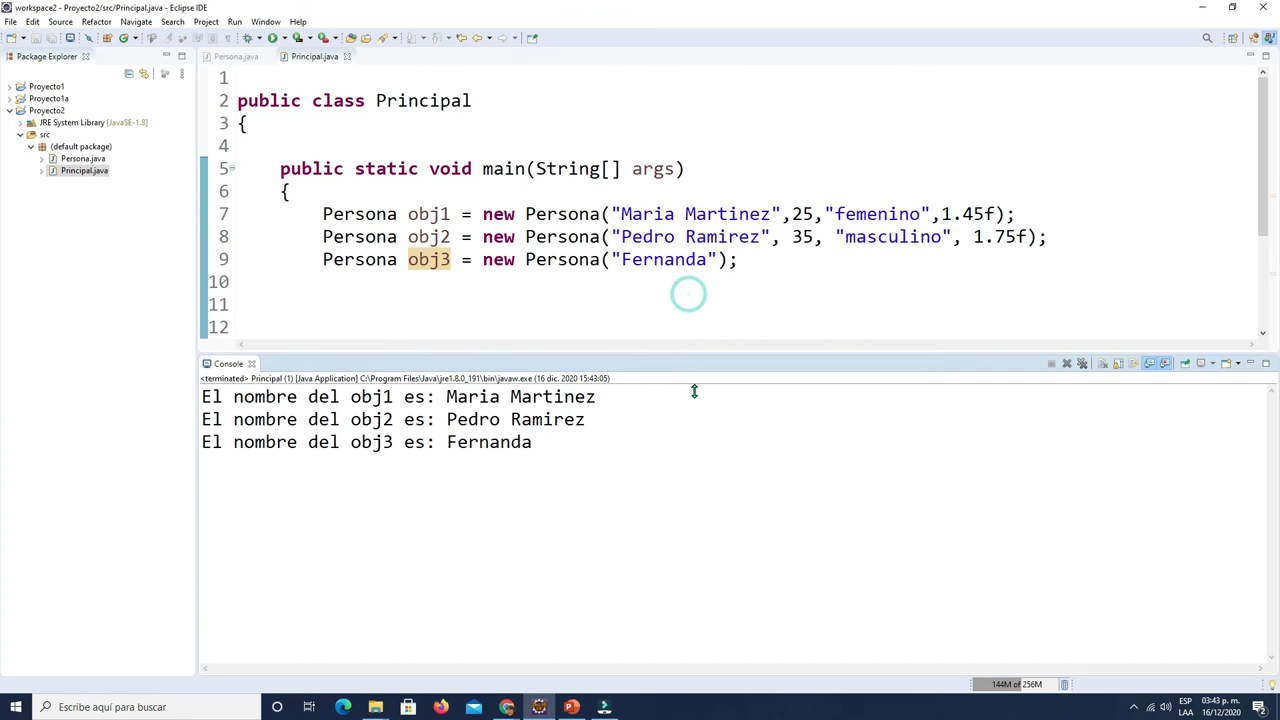 workspace2 - Proyecto2/src/Principal.java - Eclipse IDE
File Edit Source Refactor Navigate Search Project Run Window Help
Package Explorer
Persona.java
Principal.java
Proyecto1
Proyecto1a
Proyecto2
JRE System Library [JavaSE-1.8]
src
(default package)
Persona.java
Principal.java
1
2 public class Principal
3 {
4
5 public static void main(String[] args)
6 {
7 Persona obj1 = new Persona("Maria Martinez",25,"femenino",1.45f);
8 Persona obj2 = new Persona("Pedro Ramirez", 35, "masculino", 1.75f);
9 Persona obj3 = new Persona("Fernanda");
10
11
12
Console
<terminated> Principal (1) [Java Application] C:\Program Files\Java\jre1.8.0_191\bin\javaw.exe (16 dic. 2020 15:43:05)
El nombre del obj1 es: Maria Martinez
El nombre del obj2 es: Pedro Ramirez
El nombre del obj3 es: Fernanda
144M of 256M
Escribe aquí para buscar
ESP
LAA
03:43 p. m.
16/12/2020
2